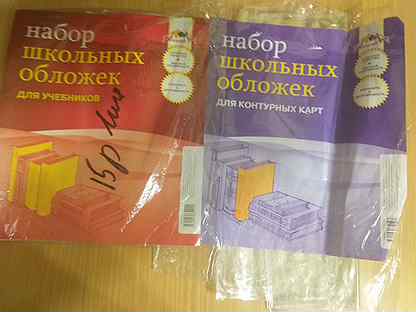 набор
школьных
обложек
ДЛЯ УЧЕБНИКОВ
15р
набор
школьных
обложек
ДЛЯ КОНТУРНЫХ КАРТ